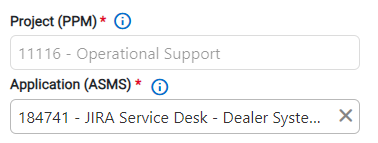 Project (PPM) *
11116 - Operational Support
Application (ASMS) *
184741 - JIRA Service Desk - Dealer Syste...